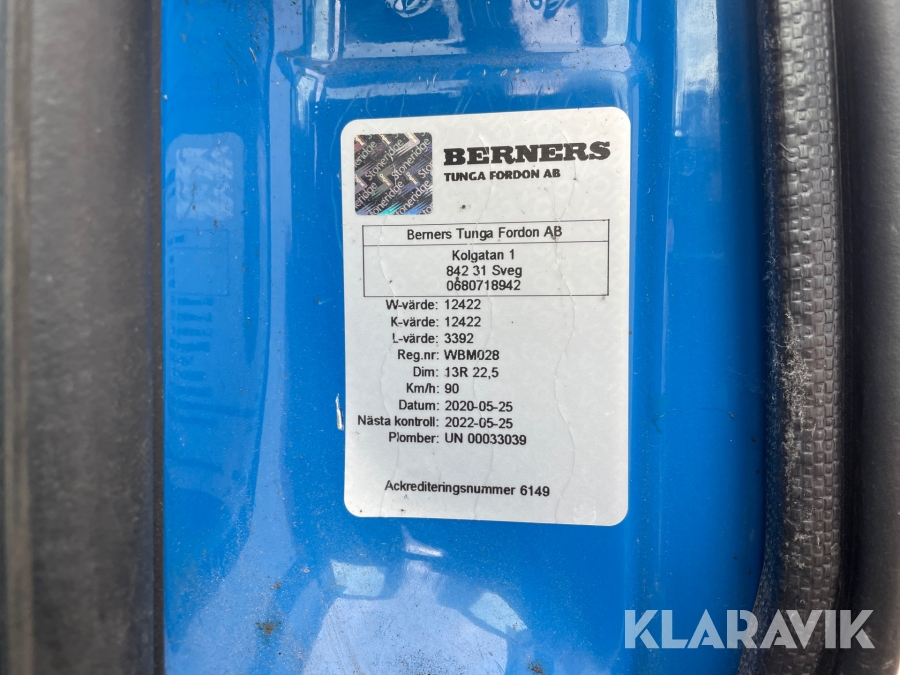 Stoneridge
BERNERS
TUNGA FORDON AB
Berners Tunga Fordon AB
Kolgatan 1
842 31 Sveg
0680718942
W-värde: 12422
K-värde: 12422
L-värde: 3392
Reg.nr: WBM028
Dim: 13R 22,5
Km/h: 90
Datum: 2020-05-25
Nästa kontroll: 2022-05-25
Plomber: UN 00033039
Ackrediteringsnummer 6149
KLARAVIK